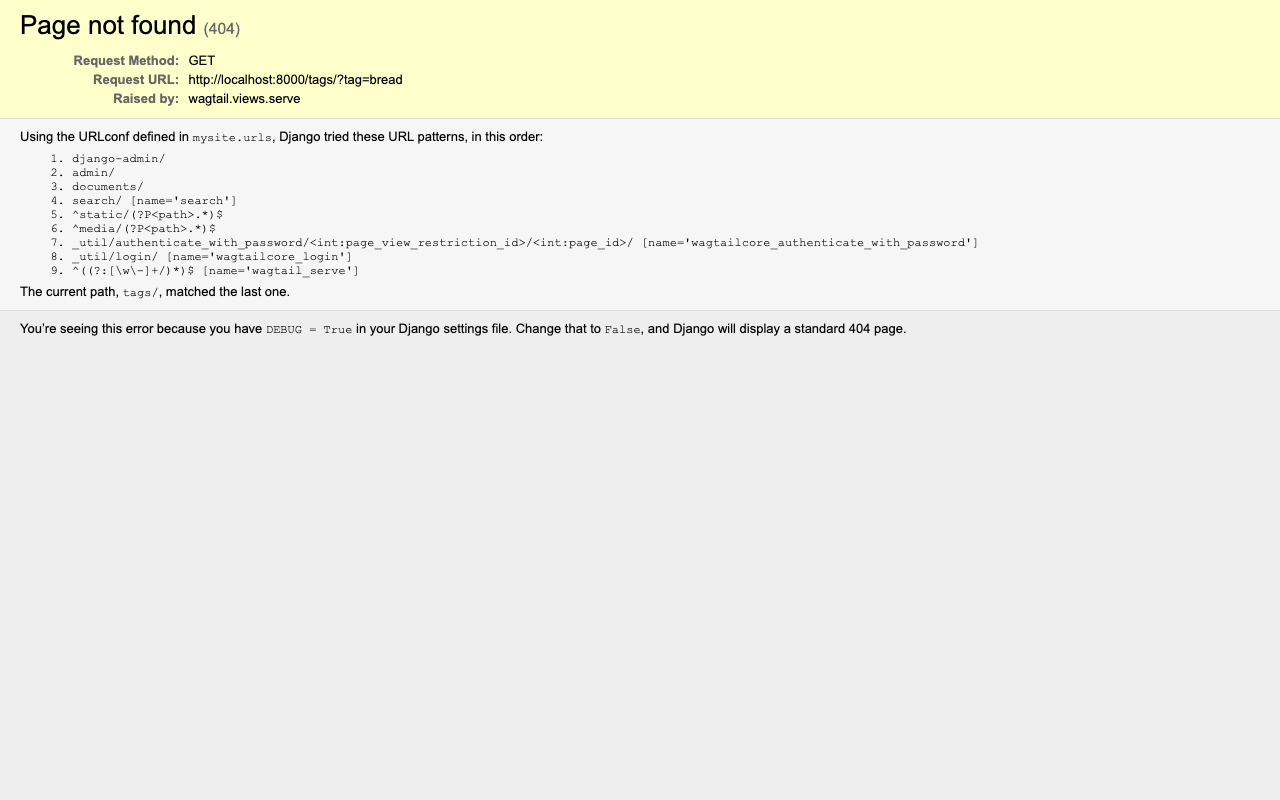 Page not found (404)
Request Method: GET
Request URL: http://localhost:8000/tags/?tag=bread
Raised by: wagtail.views.serve
Using the URLconf defined in mysite.urls, Django tried these URL patterns, in this order:
1. django-admin/
2. admin/
3. documents/
4. search/ [name='search']
5. ^static/(?P<path>.*)$
6. ^media/(?P<path>.*)$
7. _util/authenticate_with_password/<int:page_view_restriction_id>/<int:page_id>/ [name='wagtailcore_authenticate_with_password']
8. _util/login/ [name='wagtailcore_login']
9. ^((?:[\w\-]+/)*)$ [name='wagtail_serve']
The current path, tags/, matched the last one.
You’re seeing this error because you have DEBUG = True in your Django settings file. Change that to False, and Django will display a standard 404 page.